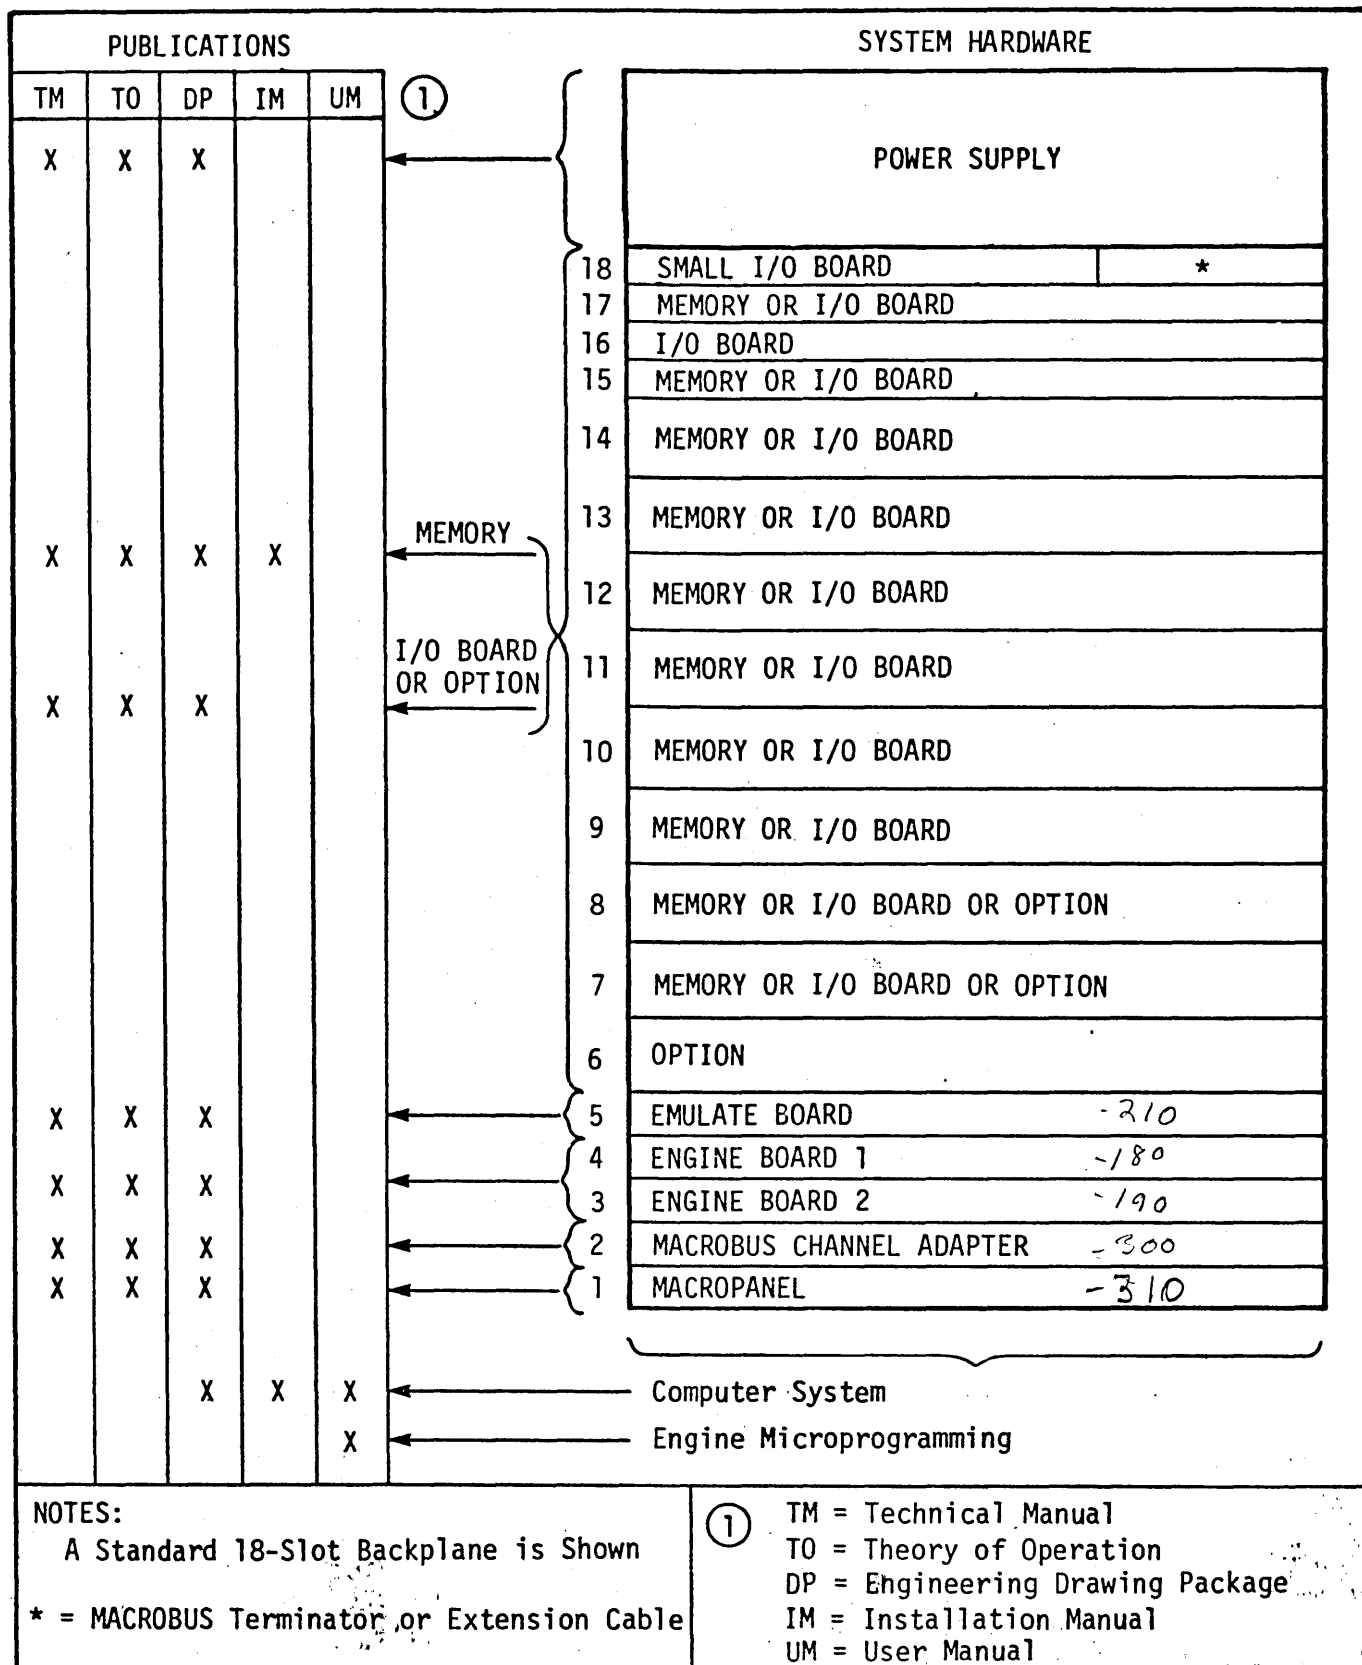 PUBLICATIONS
SYSTEM HARDWARE
TM TO DP IM UM 1
X X X
POWER SUPPLY
18 SMALL I/O BOARD *
17 MEMORY OR I/O BOARD
16 I/O BOARD
15 MEMORY OR I/O BOARD
14 MEMORY OR I/O BOARD
13 MEMORY OR I/O BOARD
X X X X MEMORY
12 MEMORY OR I/O BOARD
I/O BOARD
OR OPTION
11 MEMORY OR I/O BOARD
X X X
10 MEMORY OR I/O BOARD
9 MEMORY OR I/O BOARD
8 MEMORY OR I/O BOARD OR OPTION
7 MEMORY OR I/O BOARD OR OPTION
6 OPTION
X X X 5 EMULATE BOARD -210
4 ENGINE BOARD 1 -180
X X X
3 ENGINE BOARD 2 -190
X X X 2 MACROBUS CHANNEL ADAPTER -300
X X X 1 MACROPANEL -310
X X X Computer System
X Engine Microprogramming
NOTES:
A Standard 18-Slot Backplane is Shown
* = MACROBUS Terminator or Extension Cable
1 TM = Technical Manual
TO = Theory of Operation
DP = Engineering Drawing Package
IM = Installation Manual
UM = User Manual